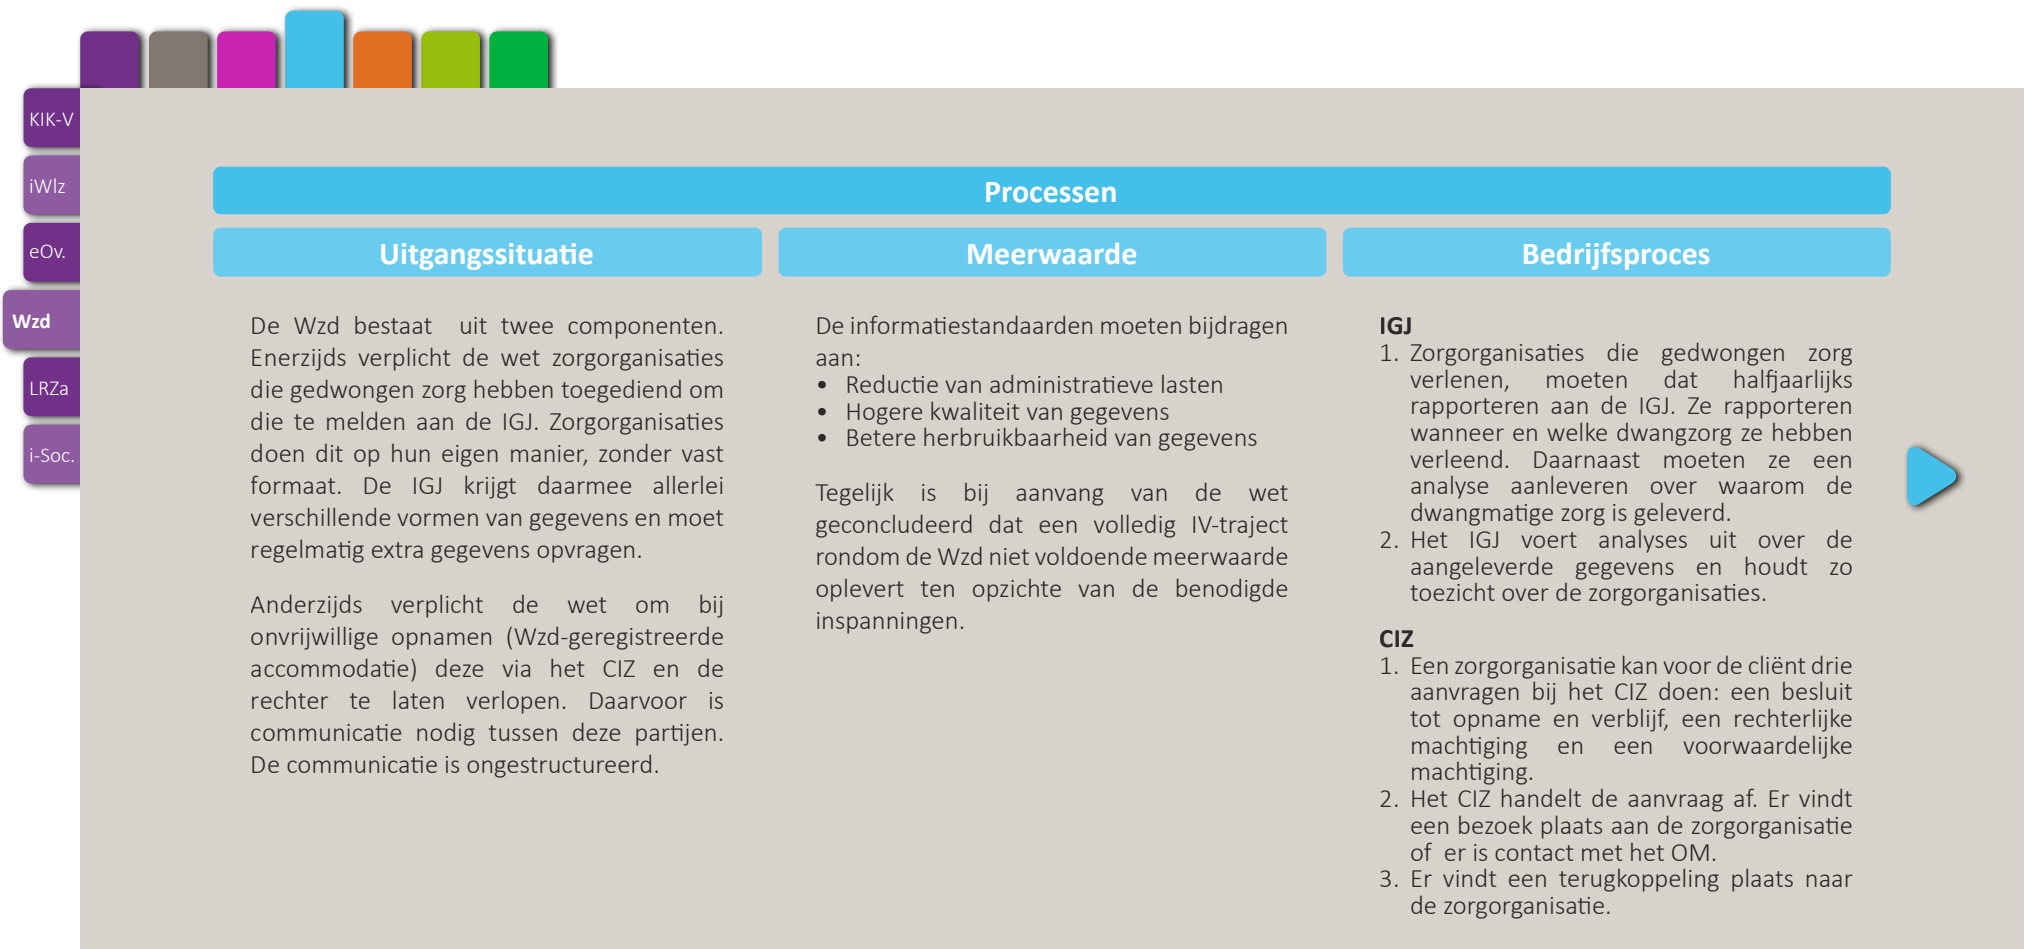 KIK-V
iWlz
eOv.
Wzd
LRZa
i-Soc.
Processen
Uitgangssituatie
De Wzd bestaat uit twee componenten.
Enerzijds verplicht de wet zorgorganisaties
die gedwongen zorg hebben toegediend om
die te melden aan de IGJ. Zorgorganisaties
doen dit op hun eigen manier, zonder vast
formaat. De IGJ krijgt daarmee allerlei
verschillende vormen van gegevens en moet
regelmatig extra gegevens opvragen.
Anderzijds verplicht de wet om bij
onvrijwillige opnamen (Wzd-geregistreerde
accommodatie) deze via het CIZ en de
rechter te laten verlopen. Daarvoor is
communicatie nodig tussen deze partijen.
De communicatie is ongestructureerd.
Meerwaarde
De informatiestandaarden moeten bijdragen
aan:
• Reductie van administratieve lasten
• Hogere kwaliteit van gegevens
• Betere herbruikbaarheid van gegevens
Tegelijk is bij aanvang van de wet
geconcludeerd dat een volledig IV-traject
rondom de Wzd niet voldoende meerwaarde
oplevert ten opzichte van de benodigde
inspanningen.
Bedrijfsproces
IGJ
1. Zorgorganisaties die gedwongen zorg
verlenen, moeten dat halfjaarlijks
rapporteren aan de IGJ. Ze rapporteren
wanneer en welke dwangzorg ze hebben
verleend. Daarnaast moeten ze een
analyse aanleveren over waarom de
dwangmatige zorg is geleverd.
2. Het IGJ voert analyses uit over de
aangeleverde gegevens en houdt zo
toezicht over de zorgorganisaties.
CIZ
1. Een zorgorganisatie kan voor de cliënt drie
aanvragen bij het CIZ doen: een besluit
tot opname en verblijf, een rechterlijke
machtiging en een voorwaardelijke
machtiging.
2. Het CIZ handelt de aanvraag af. Er vindt
een bezoek plaats aan de zorgorganisatie
of er is contact met het OM.
3. Er vindt een terugkoppeling plaats naar
de zorgorganisatie.